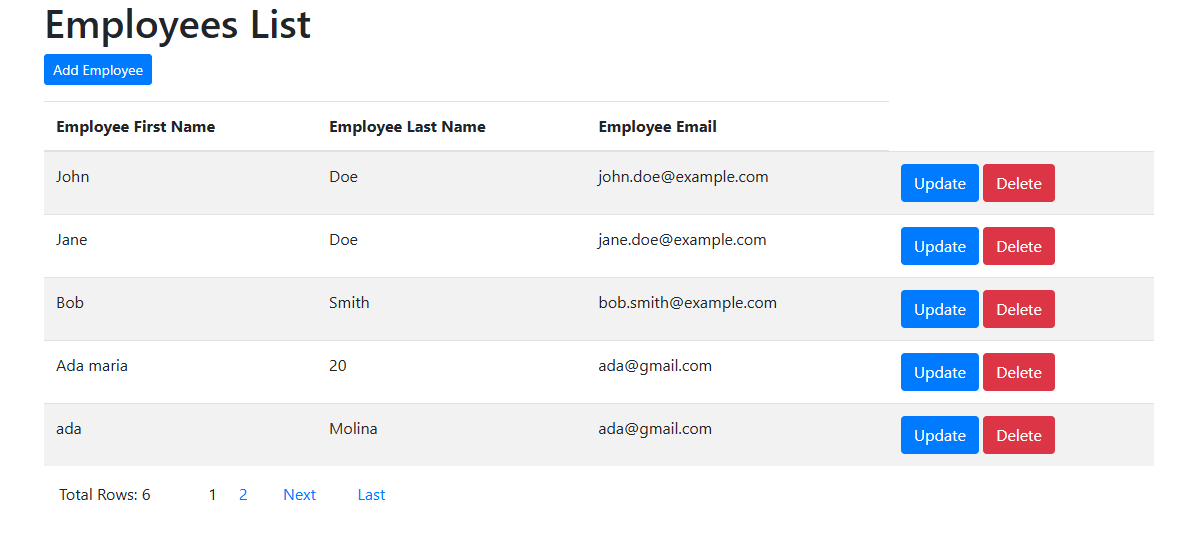 Employees List
Add Employee
Employee First Name Employee Last Name Employee Email
John Doe john.doe@example.com Update Delete
Jane Doe jane.doe@example.com Update Delete
Bob Smith bob.smith@example.com Update Delete
Ada maria 20 ada@gmail.com Update Delete
ada Molina ada@gmail.com Update Delete
Total Rows: 6 1 2 Next Last